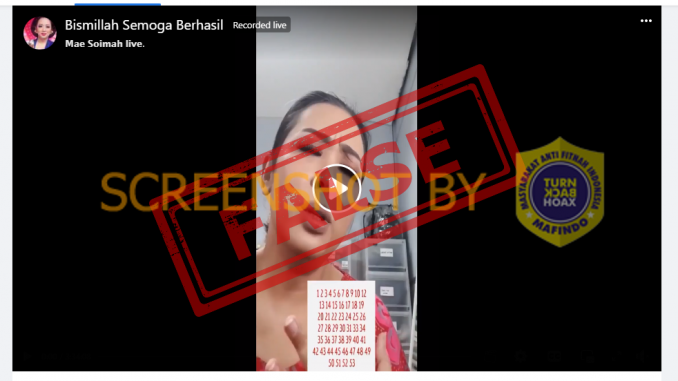 Bismillah Semoga Berhasil
Recorded live
Mae Soimah live.
FALSE
SCREENSHOT BY
MASYARAKAT ANTI FITNAH INDONESIA
TURN
BACK
HOAX
MAFINDO
1 2 3 4 5 6 7 8 9 10 12
13 14 15 16 17 18 19
20 21 22 23 24 25 26
27 28 29 30 31 33 34
35 36 37 38 39 40 41
42 43 44 45 46 47 48 49
50 51 52 53